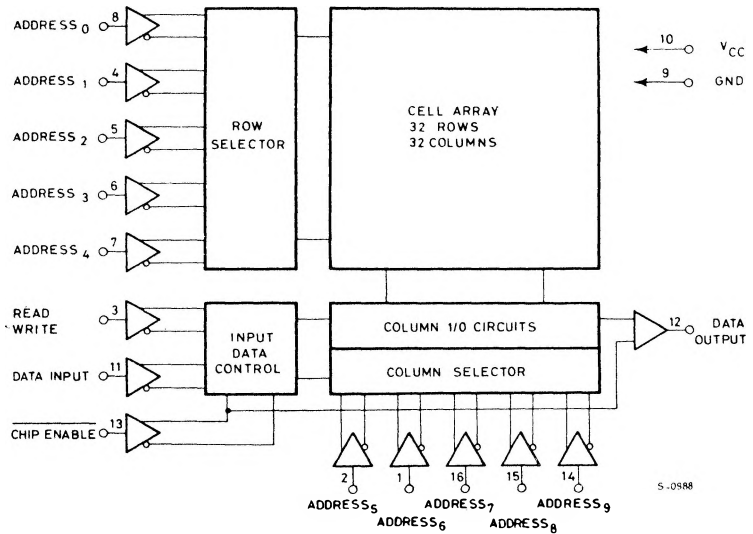 ADDRESS 0 8
ADDRESS 1 4
ADDRESS 2 5
ADDRESS 3 6
ADDRESS 4 7
ROW
SELECTOR
CELL ARRAY
32 ROWS
32 COLUMNS
10 VCC
9 GND
READ
WRITE
3
DATA INPUT 11
CHIP ENABLE 13
INPUT
DATA
CONTROL
COLUMN I/O CIRCUITS
COLUMN SELECTOR
12 DATA
OUTPUT
2 1 16 15 14
ADDRESS5 ADDRESS7 ADDRESS9
ADDRESS6 ADDRESS8
S-0988